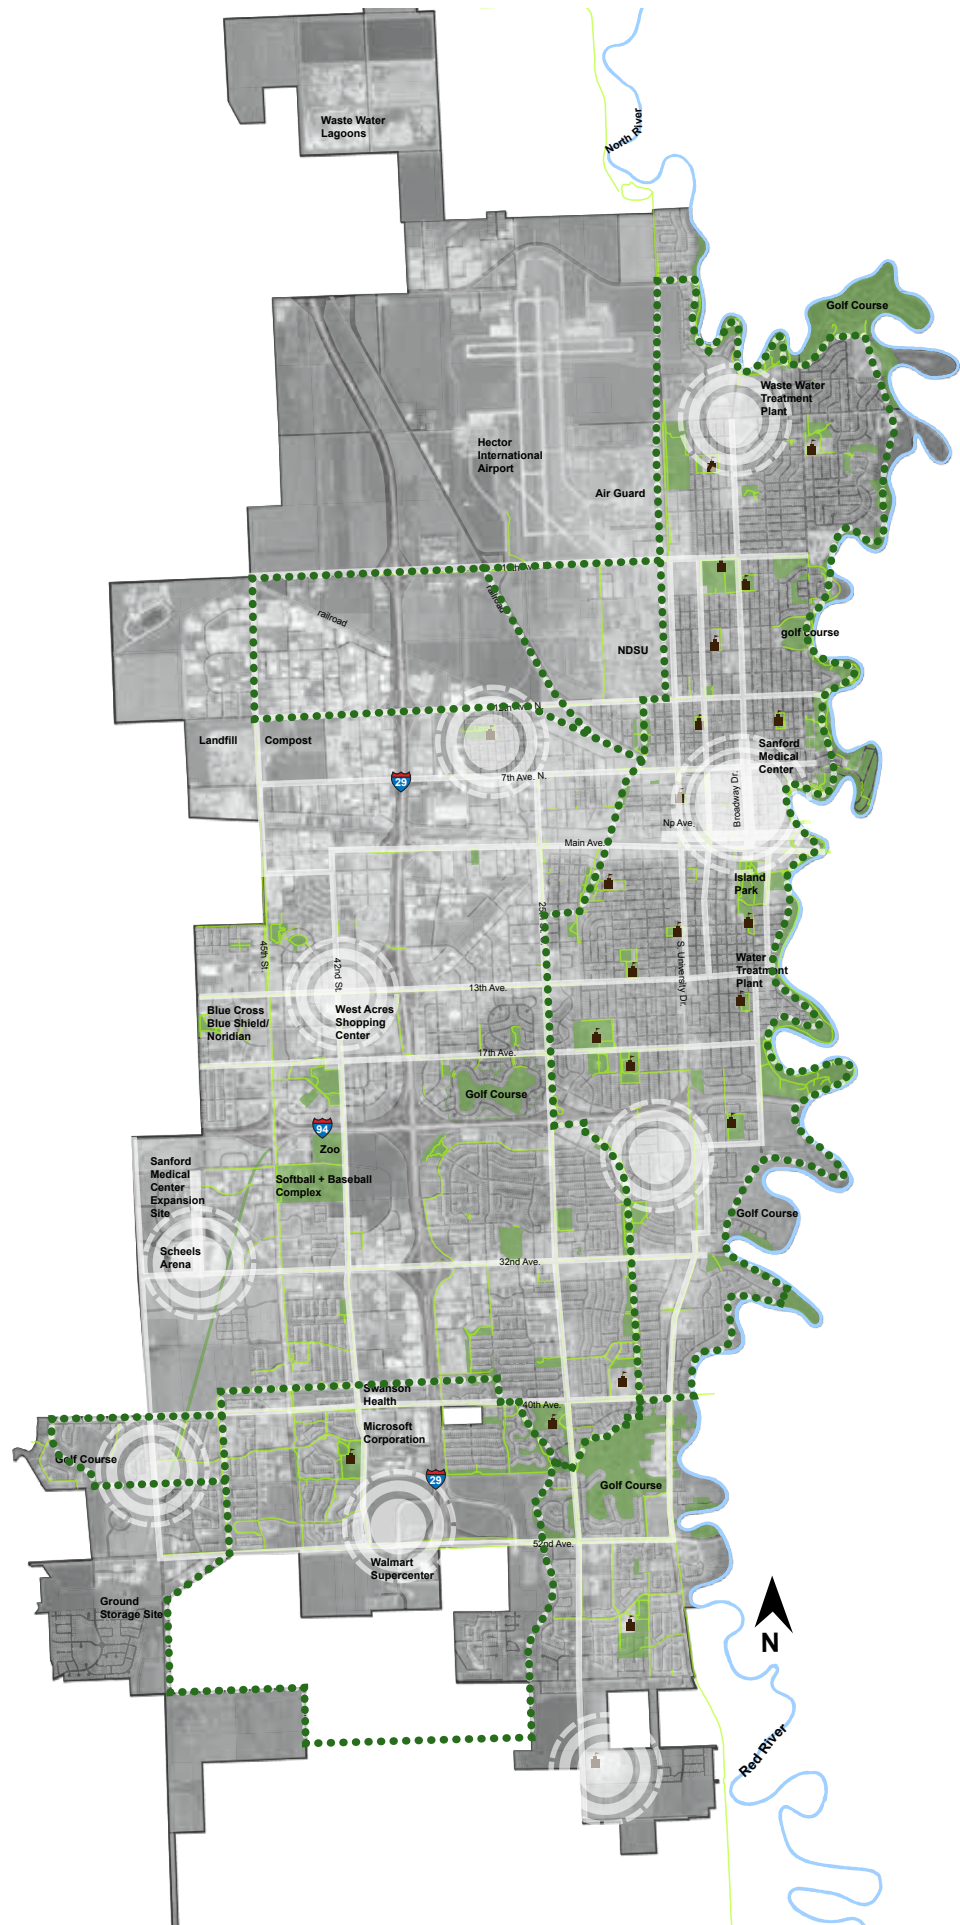 Waste Water
Lagoons
North River
Golf Course
Waste Water
Treatment
Plant
Hector
International
Airport
Air Guard
railroad
railroad
NDSU
golf course
12th Ave. N.
Landfill
Compost
Sanford
Medical
Center
29
7th Ave. N.
Broadway Dr.
Np Ave.
Main Ave.
Island
Park
45th St.
42nd St.
S. University Dr.
Water
Treatment
Plant
13th Ave.
Blue Cross
Blue Shield/
Noridian
West Acres
Shopping
Center
17th Ave.
Golf Course
94
Zoo
Sanford
Medical
Center
Expansion
Site
Softball + Baseball
Complex
Golf Course
Scheels
Arena
32nd Ave.
Swanson
Health
40th Ave.
Microsoft
Corporation
Golf Course
29
Golf Course
52nd Ave.
Walmart
Supercenter
Ground
Storage Site
N
Red River